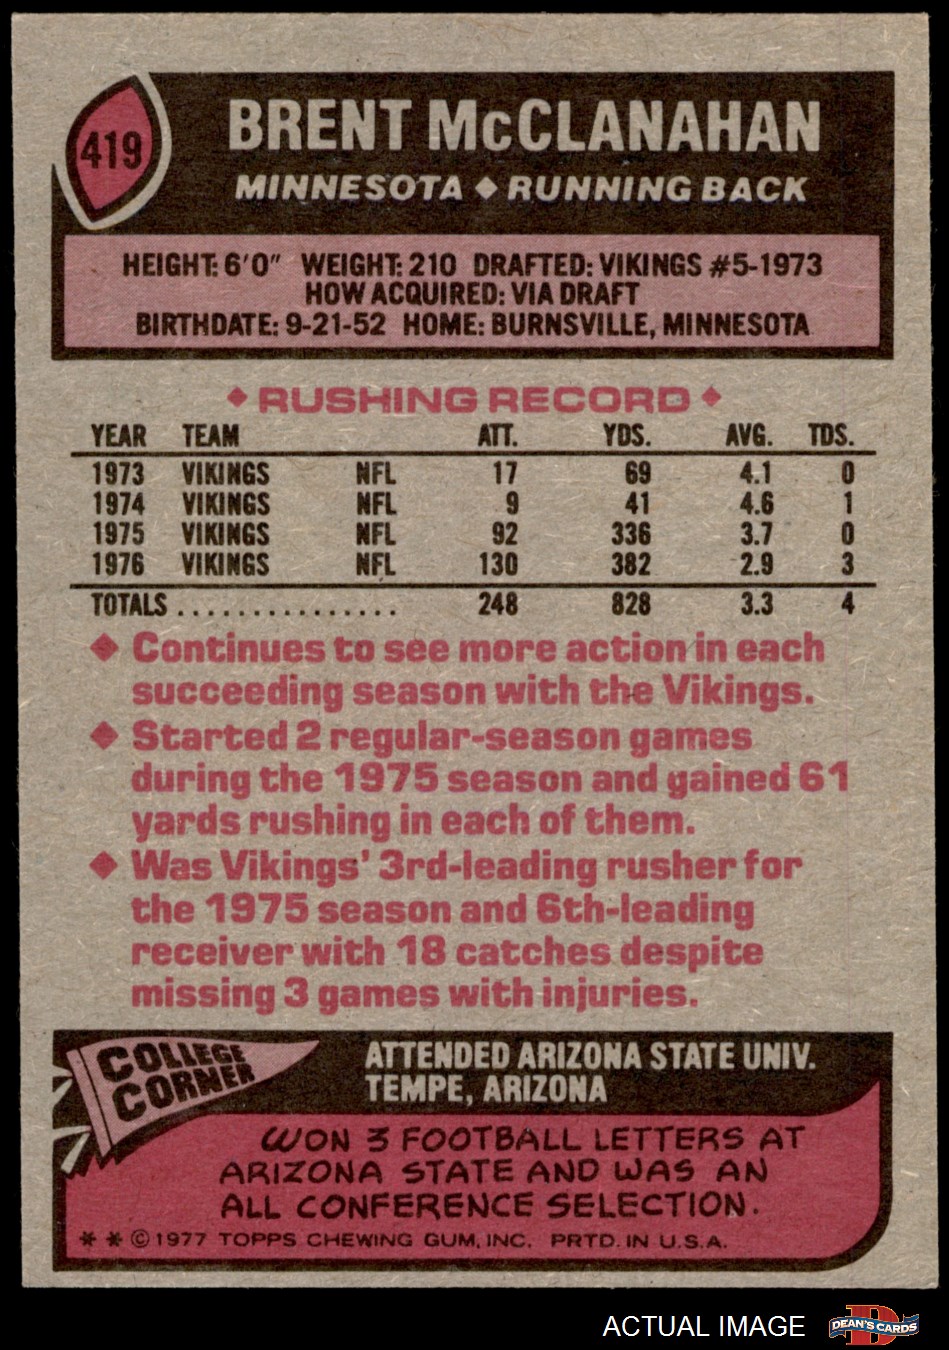 419
BRENT McCLANAHAN
MINNESOTA ◆ RUNNING BACK
HEIGHT: 6'0" WEIGHT: 210 DRAFTED: VIKINGS #5-1973
HOW ACQUIRED: VIA DRAFT
BIRTHDATE: 9-21-52 HOME: BURNSVILLE, MINNESOTA
◆ RUSHING RECORD ◆
YEAR TEAM ATT. YDS. AVG. TDS.
1973 VIKINGS NFL 17 69 4.1 0
1974 VIKINGS NFL 9 41 4.6 1
1975 VIKINGS NFL 92 336 3.7 0
1976 VIKINGS NFL 130 382 2.9 3
TOTALS . . . . . . . . . . . . . . . 248 828 3.3 4
◆ Continues to see more action in each
succeeding season with the Vikings.
◆ Started 2 regular-season games
during the 1975 season and gained 61
yards rushing in each of them.
◆ Was Vikings' 3rd-leading rusher for
the 1975 season and 6th-leading
receiver with 18 catches despite
missing 3 games with injuries.
COLLEGE
CORNER
ATTENDED ARIZONA STATE UNIV.
TEMPE, ARIZONA
WON 3 FOOTBALL LETTERS AT
ARIZONA STATE AND WAS AN
ALL CONFERENCE SELECTION.
* * © 1977 TOPPS CHEWING GUM, INC. PRTD. IN U.S.A.
ACTUAL IMAGE
D
DEAN'S CARDS